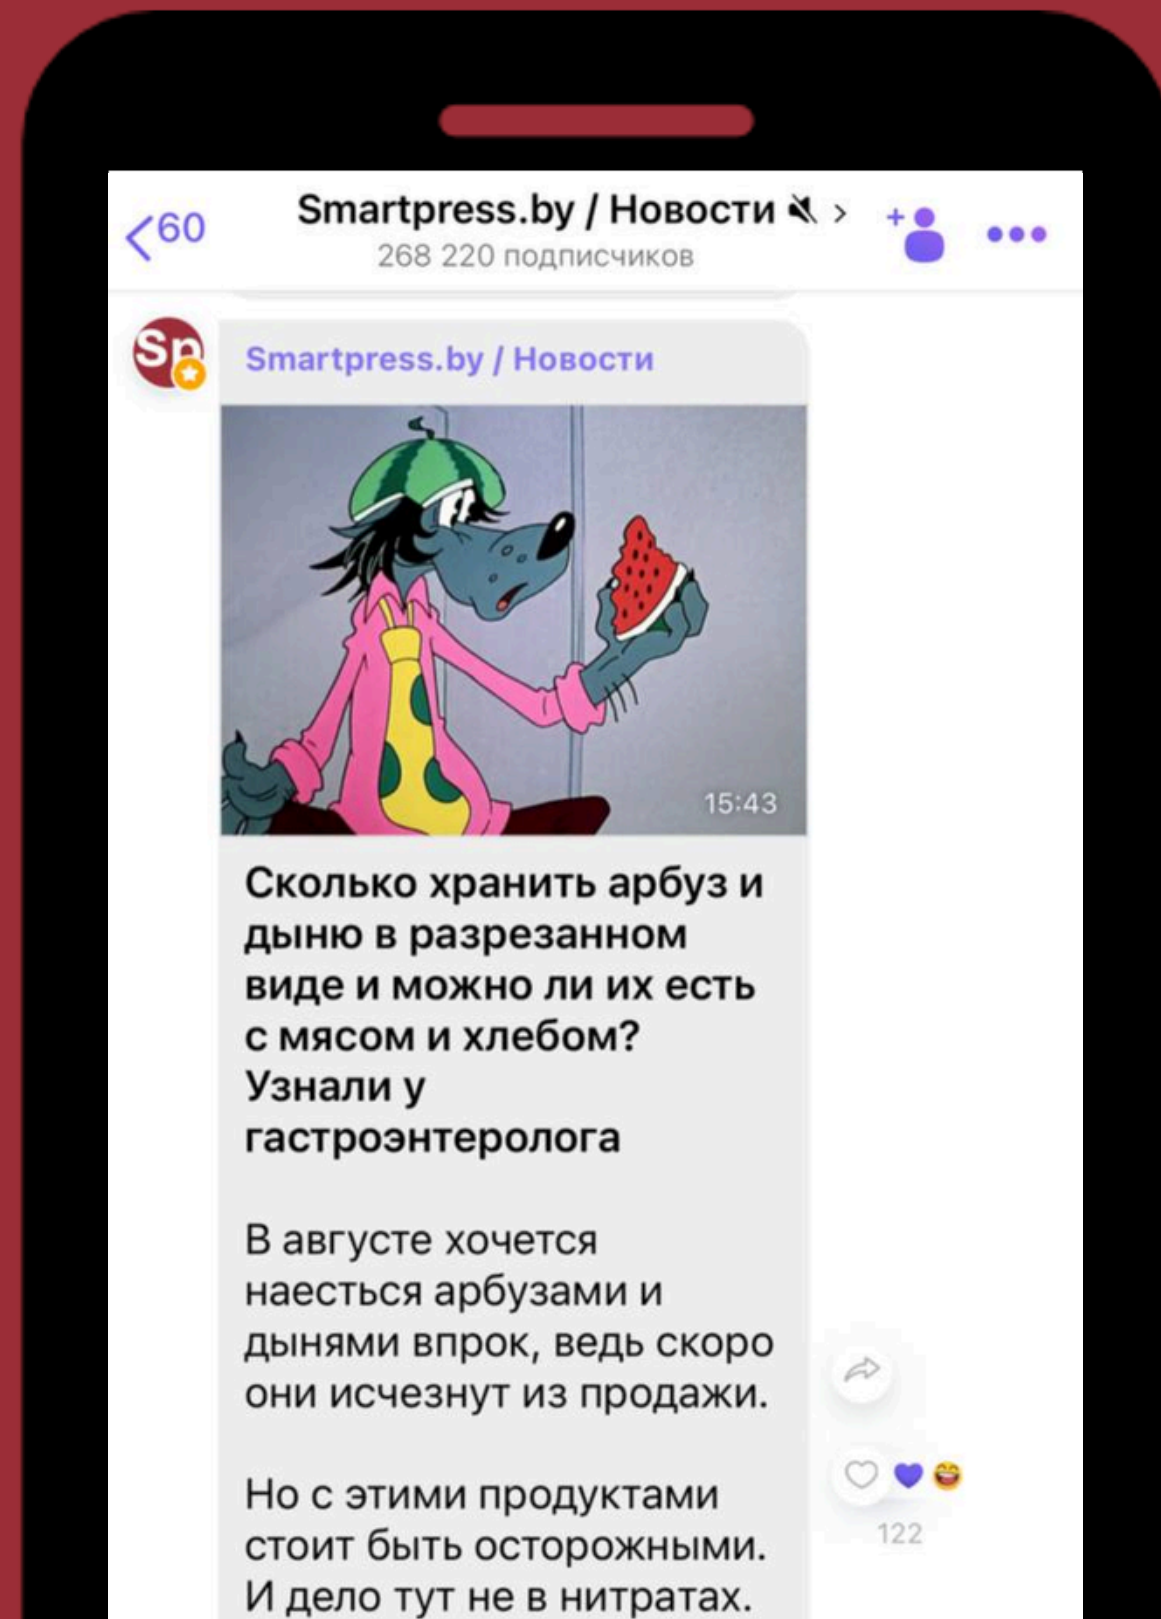 60
Smartpress.by / Новости
268 220 подписчиков
Sp
Smartpress.by / Новости
15:43
Сколько хранить арбуз и
дыню в разрезанном
виде и можно ли их есть
с мясом и хлебом?
Узнали у
гастроэнтеролога
В августе хочется
наесться арбузами и
дынями впрок, ведь скоро
они исчезнут из продажи.
Но с этими продуктами
стоит быть осторожными.
И дело тут не в нитратах.
122